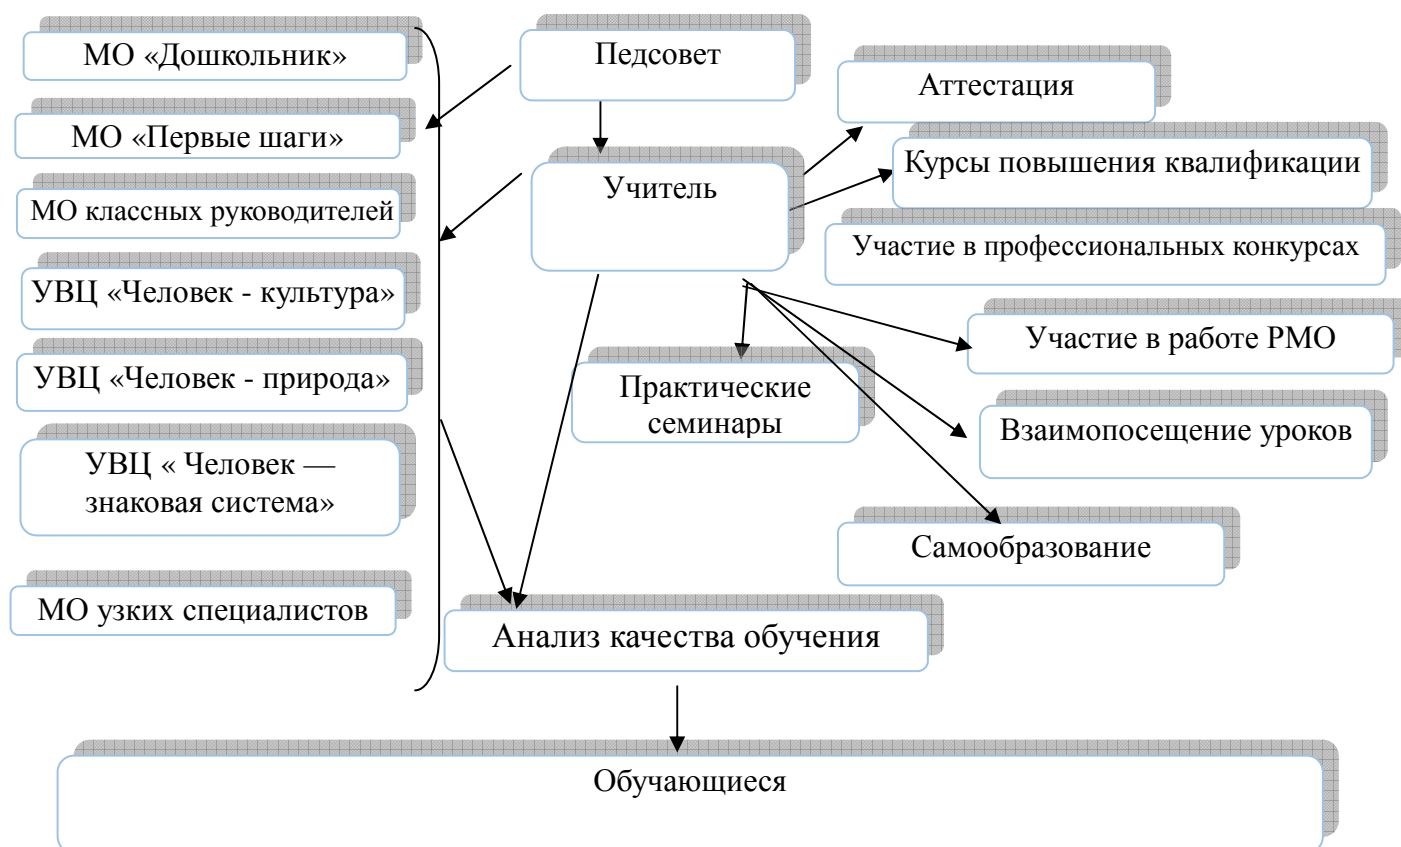 МО «Дошкольник»
МО «Первые шаги»
МО классных руководителей
УВЦ «Человек - культура»
УВЦ «Человек - природа»
УВЦ « Человек —
знаковая система»
МО узких специалистов
Педсовет
Учитель
Практические
семинары
Аттестация
Курсы повышения квалификации
Участие в профессиональных конкурсах
Участие в работе РМО
Взаимопосещение уроков
Самообразование
Анализ качества обучения
Обучающиеся